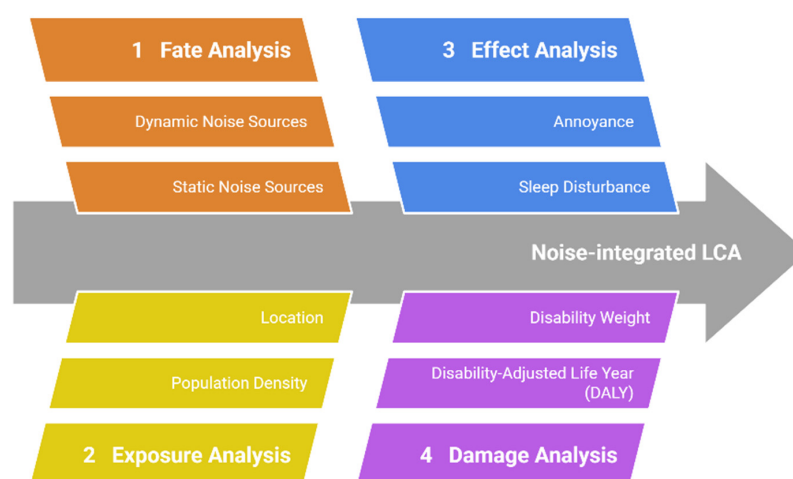 1 Fate Analysis
Dynamic Noise Sources
Static Noise Sources
3 Effect Analysis
Annoyance
Sleep Disturbance
Noise-integrated LCA
Location
Population Density
2 Exposure Analysis
Disability Weight
Disability-Adjusted Life Year
(DALY)
4 Damage Analysis